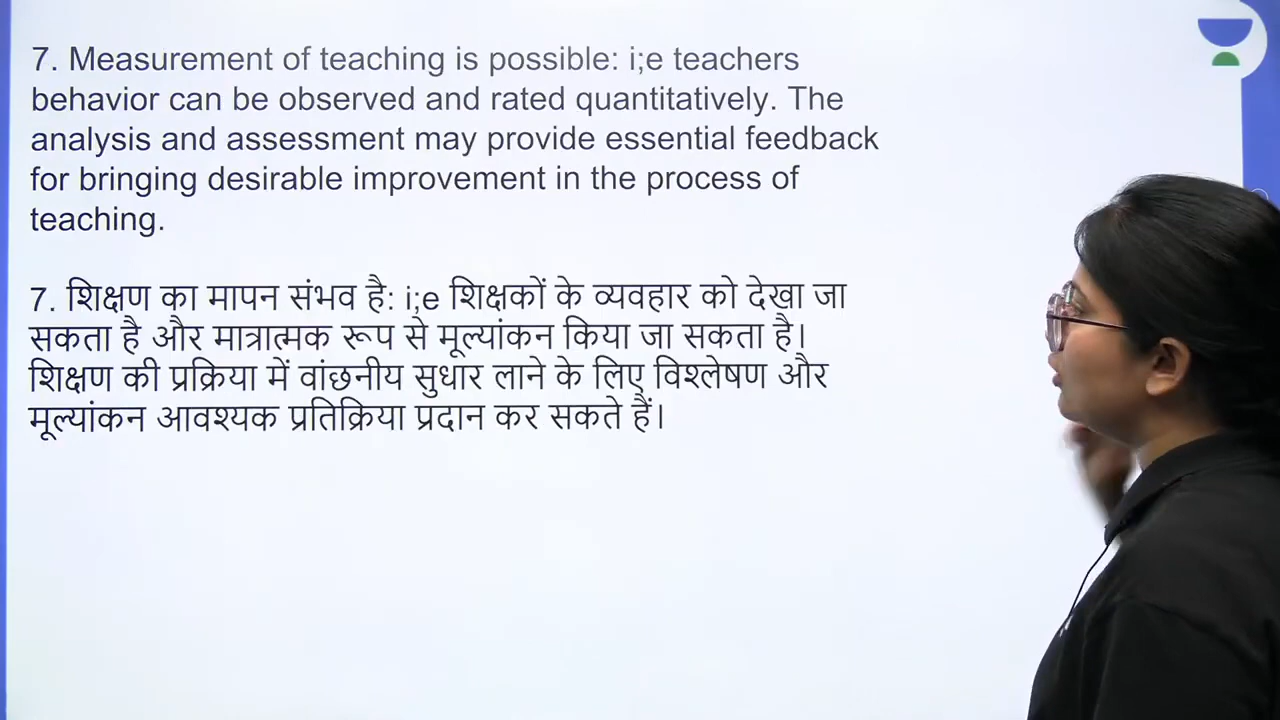 7. Measurement of teaching is possible: i;e teachers
behavior can be observed and rated quantitatively. The
analysis and assessment may provide essential feedback
for bringing desirable improvement in the process of
teaching.
7. शिक्षण का मापन संभव है: i;e शिक्षकों के व्यवहार को देखा जा
सकता है और मात्रात्मक रूप से मूल्यांकन किया जा सकता है।
शिक्षण की प्रक्रिया में वांछनीय सुधार लाने के लिए विश्लेषण और
मूल्यांकन आवश्यक प्रतिक्रिया प्रदान कर सकते हैं।